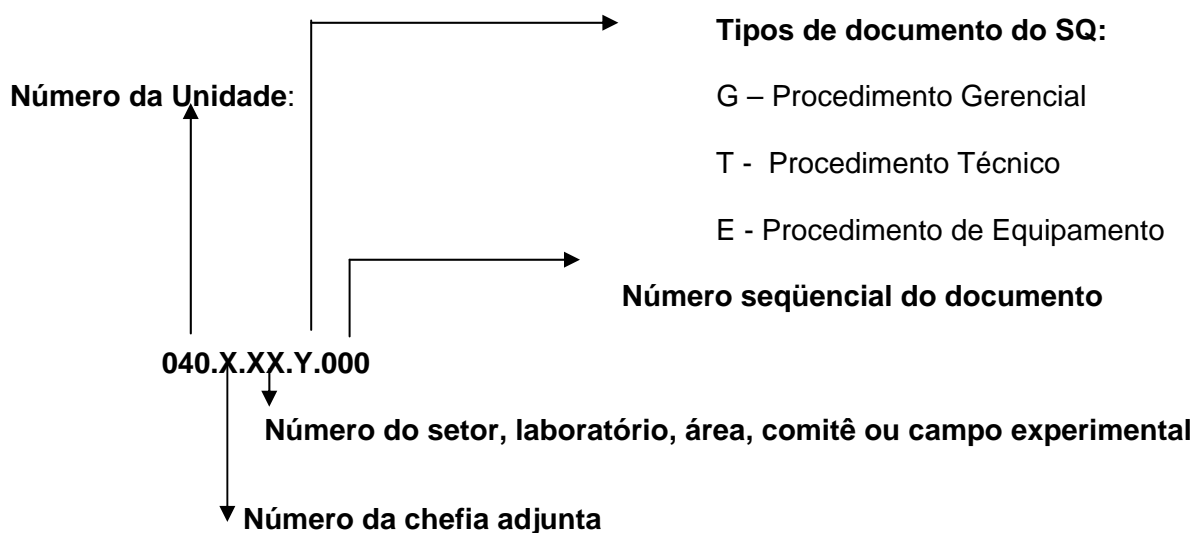 Tipos de documento do SQ:
Número da Unidade:
G – Procedimento Gerencial
T - Procedimento Técnico
E - Procedimento de Equipamento
Número seqüencial do documento
040.X.XX.Y.000
Número do setor, laboratório, área, comitê ou campo experimental
Número da chefia adjunta